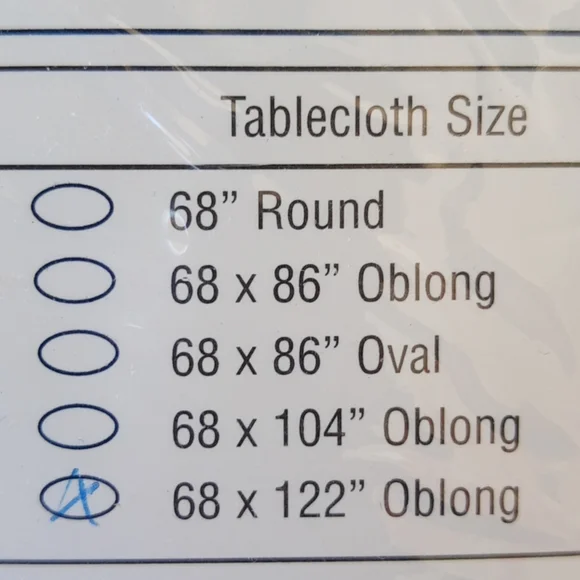 Tablecloth Size
68” Round
68 x 86” Oblong
68 x 86” Oval
68 x 104” Oblong
68 x 122” Oblong